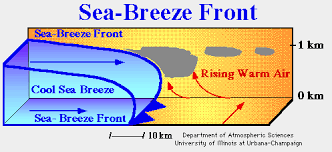 Sea-Breeze Front
Sea-Breeze Front
1 km
Rising Warm Air
Cool Sea Breeze
0 km
Sea- Breeze Front
10 km
Department of Atmospheric Sciences
University of Illinois at Urbana-Champaign